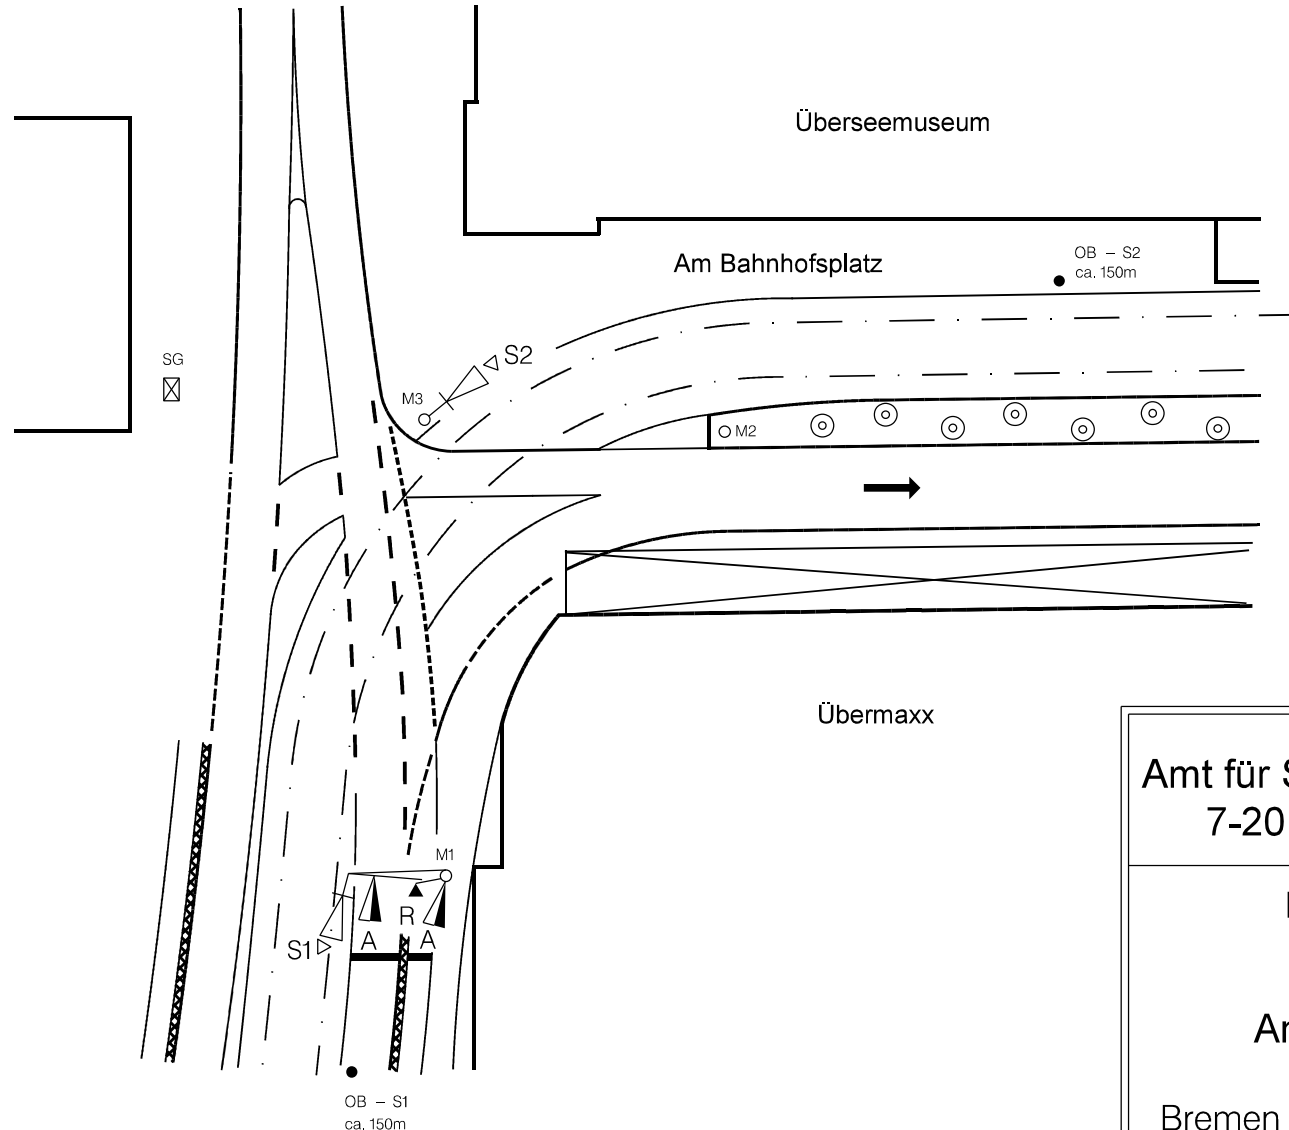 Überseemuseum
Am Bahnhofsplatz
OB – S2
ca. 150m
SG
S2
M3
M2
Übermaxx
Amt für S
7-20
M1
R
S1
A
A
Ar
OB – S1
ca. 150m
Bremen